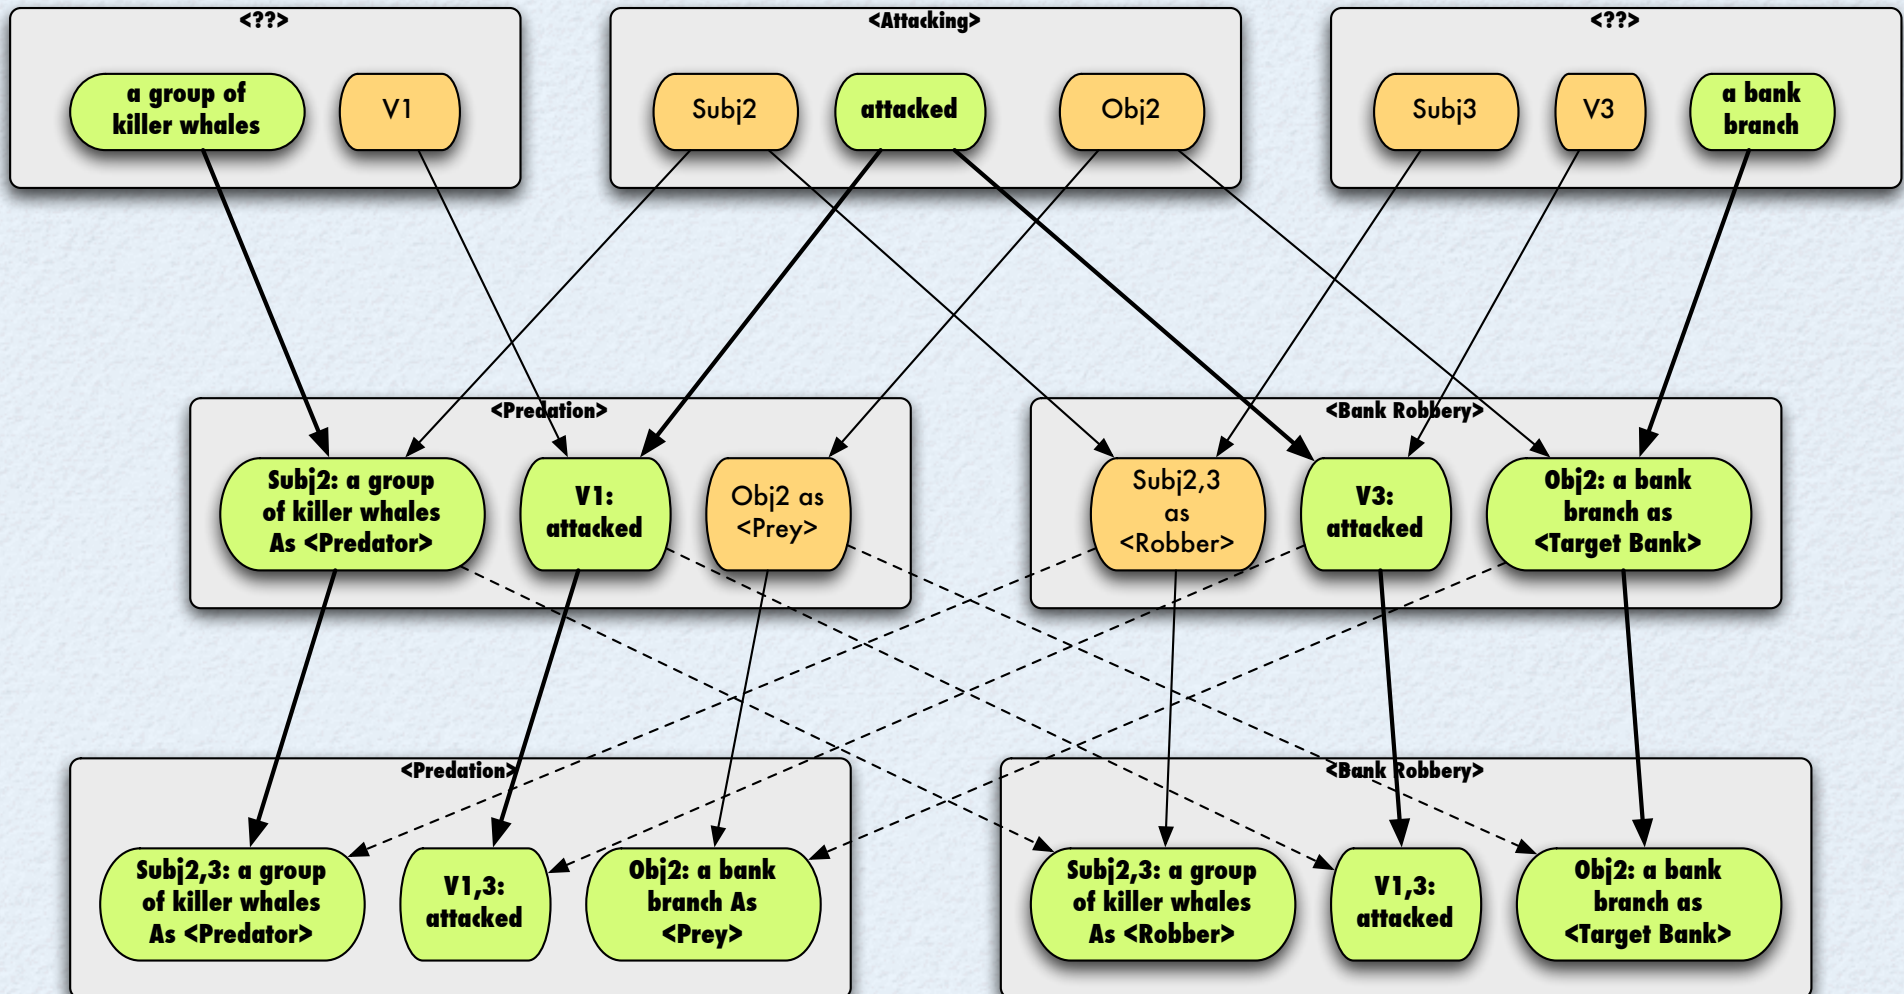 <??>
a group of
killer whales
V1
<Attacking>
Subj2
attacked
Obj2
<??>
Subj3
V3
a bank
branch
<Predation>
Subj2: a group
of killer whales
As <Predator>
V1:
attacked
Obj2 as
<Prey>
<Bank Robbery>
Subj2,3
as
<Robber>
V3:
attacked
Obj2: a bank
branch as
<Target Bank>
<Predation>
Subj2,3: a group
of killer whales
As <Predator>
V1,3:
attacked
Obj2: a bank
branch As
<Prey>
<Bank Robbery>
Subj2,3: a group
of killer whales
As <Robber>
V1,3:
attacked
Obj2: a bank
branch as
<Target Bank>